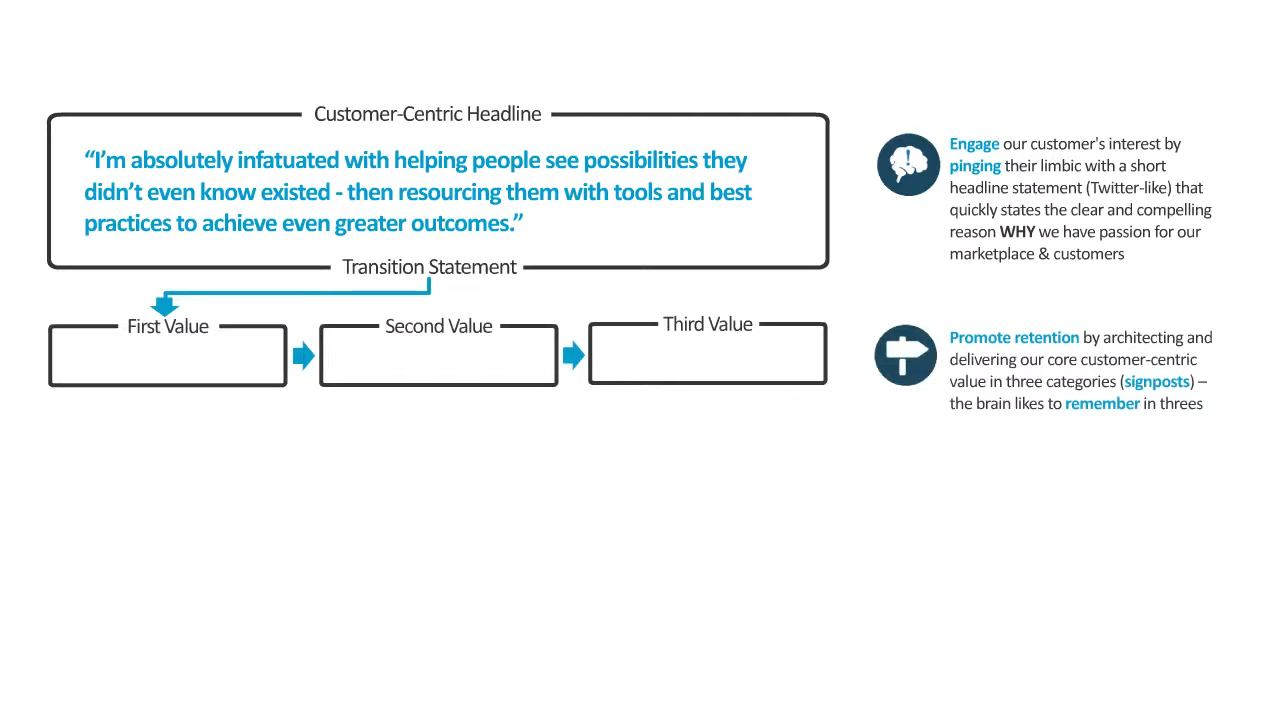 Customer-Centric Headline
“I’m absolutely infatuated with helping people see possibilities they
didn’t even know existed - then resourcing them with tools and best
practices to achieve even greater outcomes.”
Transition Statement
First Value
Second Value
Third Value
Engage our customer's interest by
pinging their limbic with a short
headline statement (Twitter-like) that
quickly states the clear and compelling
reason WHY we have passion for our
marketplace & customers
Promote retention by architecting and
delivering our core customer-centric
value in three categories (signposts) –
the brain likes to remember in threes